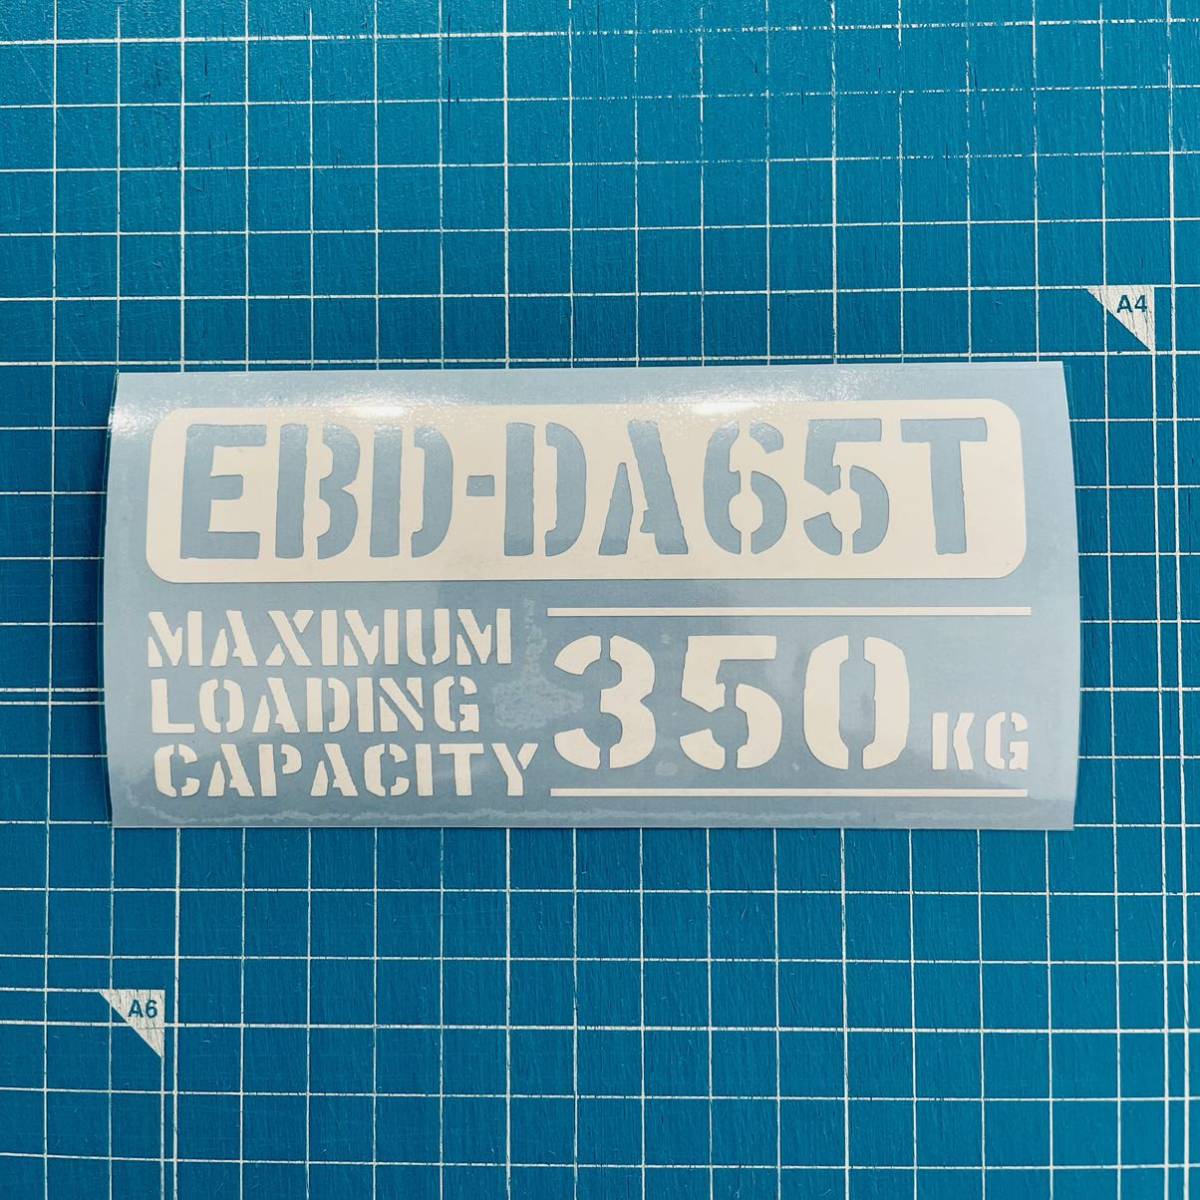 A4
EBD-DA65T
MAXIMUM
LOADING
CAPACITY
350 KG
A6